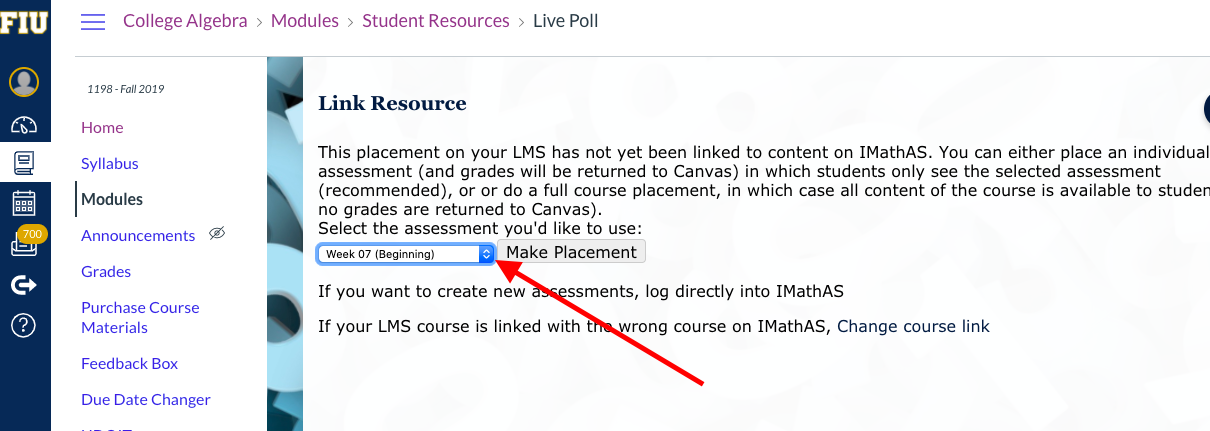 FIU
College Algebra > Modules > Student Resources > Live Poll
1198 - Fall 2019
Home
Syllabus
Modules
Announcements
700
Grades
Purchase Course
Materials
Feedback Box
Due Date Changer
Link Resource
This placement on your LMS has not yet been linked to content on IMathAS. You can either place an individual
assessment (and grades will be returned to Canvas) in which students only see the selected assessment
(recommended), or or do a full course placement, in which case all content of the course is available to
no grades are returned to Canvas).
Select the assessment you'd like to use:
Week 07 (Beginning) Make Placement
If you want to create new assessments, log directly into IMathAS
If your LMS course is linked with the wrong course on IMathAS, Change course link